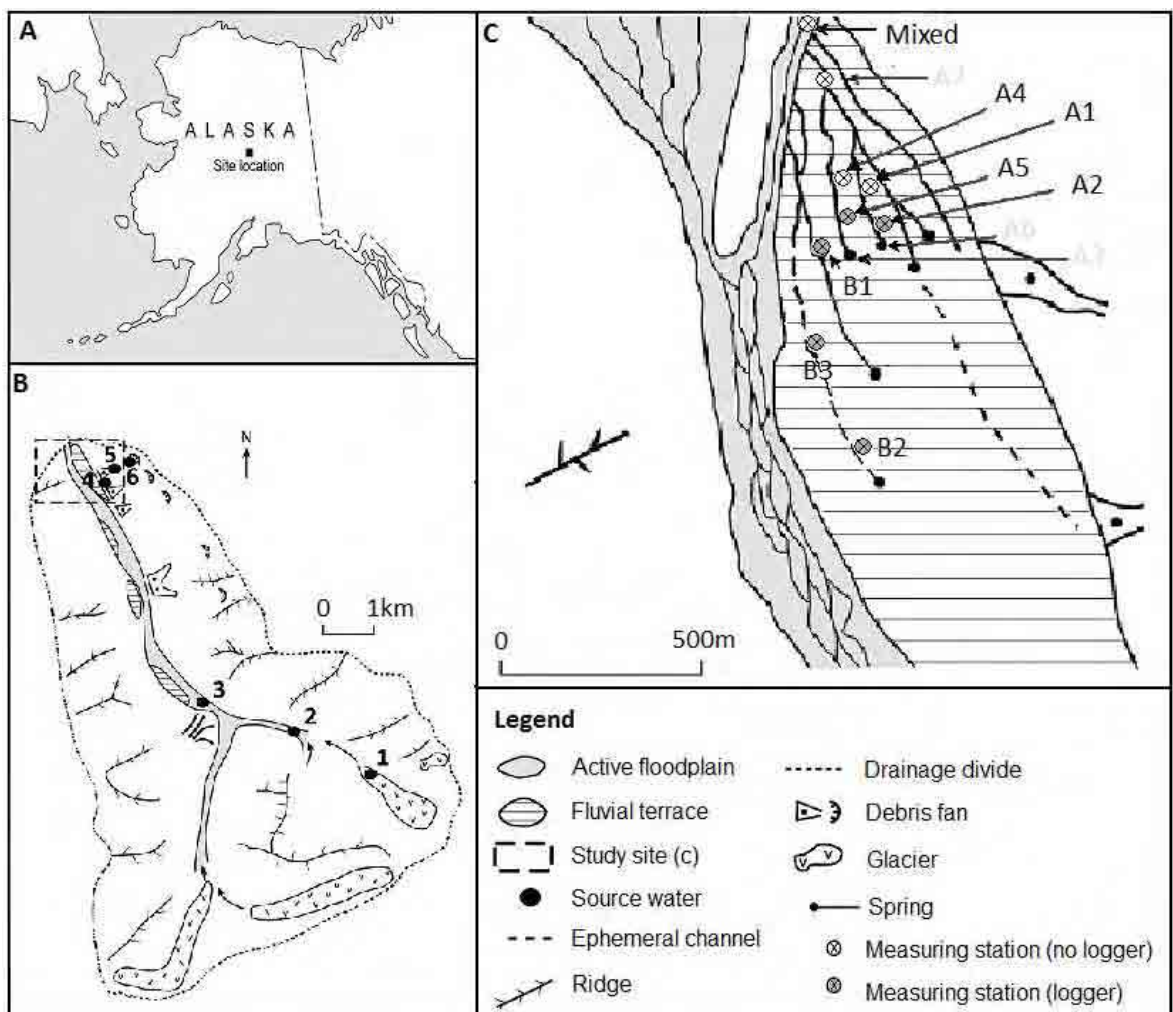 A
ALASKA
Site location
B
N
5
6
4
0 1km
3
2
1
C
Mixed
A4
A1
A5
A2
B1
B3
B2
0 500m
Legend
Active floodplain
Fluvial terrace
Study site (c)
Source water
Ephemeral channel
Ridge
Drainage divide
Debris fan
Glacier
Spring
Measuring station (no logger)
Measuring station (logger)